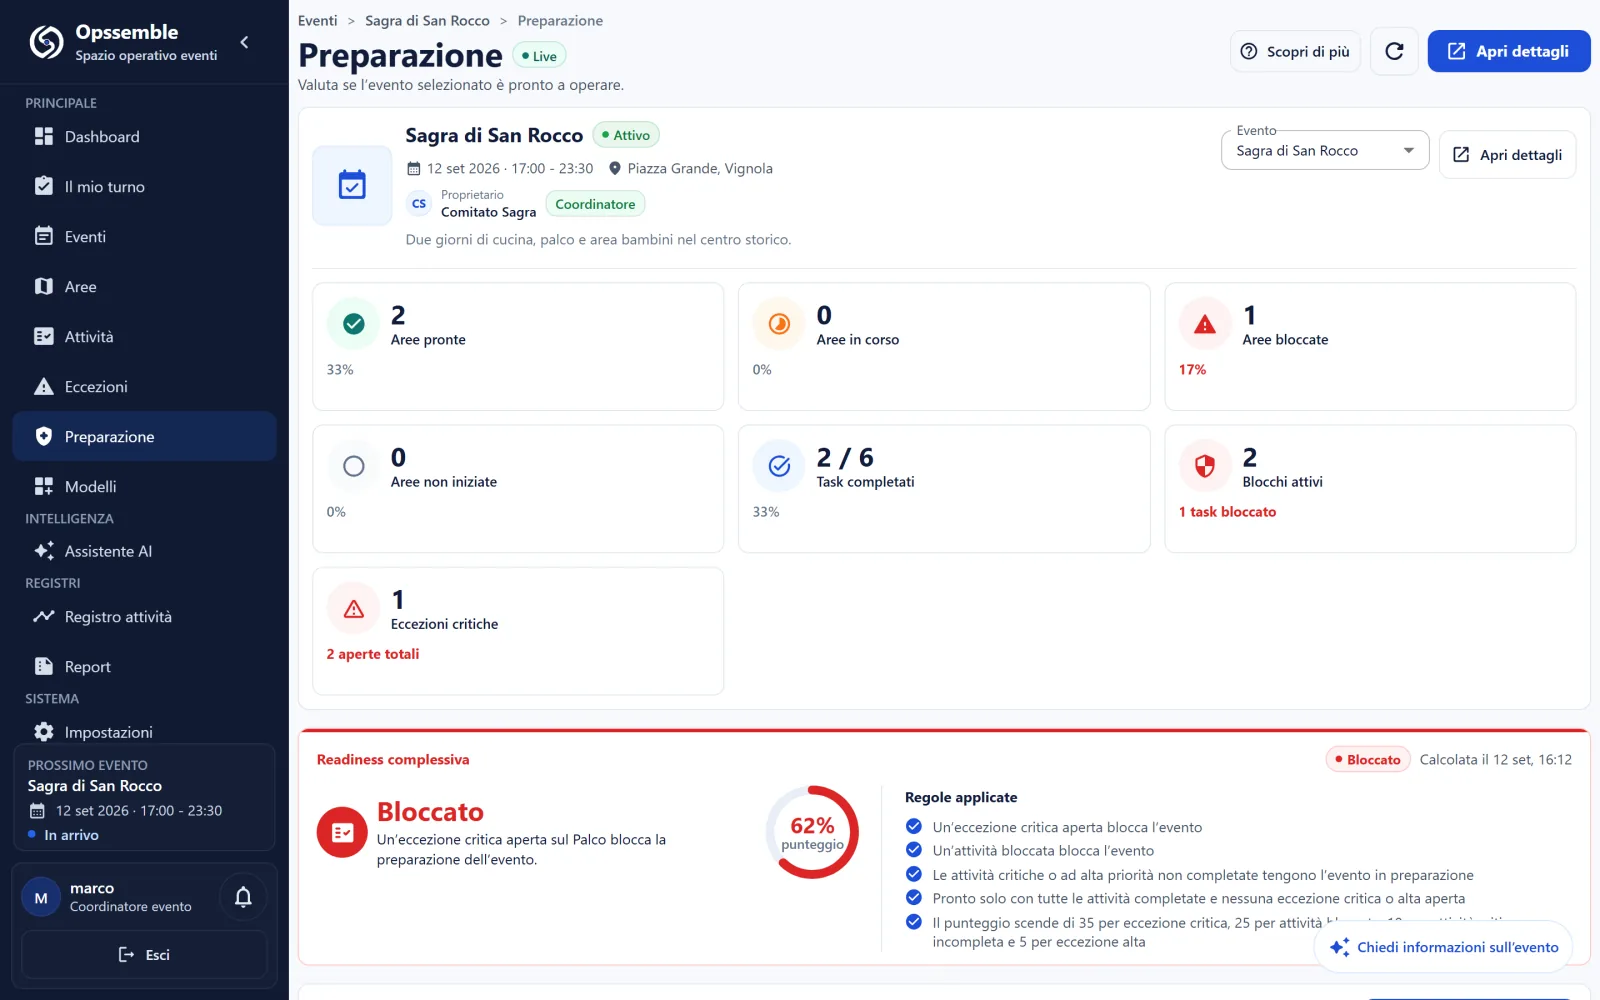 Opssemble
Spazio operativo eventi
PRINCIPALE
Dashboard
Il mio turno
Eventi
Aree
Attività
Eccezioni
Preparazione
Modelli
INTELLIGENZA
Assistente AI
REGISTRI
Registro attività
Report
SISTEMA
Impostazioni
PROSSIMO EVENTO
Sagra di San Rocco
12 set 2026 · 17:00 - 23:30
In arrivo
M
marco
Coordinatore evento
Esci
Eventi > Sagra di San Rocco > Preparazione
Preparazione
Live
Valuta se l'evento selezionato è pronto a operare.
Scopri di più
Apri dettagli
Sagra di San Rocco
Attivo
12 set 2026 · 17:00 - 23:30
Piazza Grande, Vignola
CS
Proprietario
Comitato Sagra
Coordinatore
Due giorni di cucina, palco e area bambini nel centro storico.
Evento
Sagra di San Rocco
Apri dettagli
2
Aree pronte
33%
0
Aree in corso
0%
1
Aree bloccate
17%
0
Aree non iniziate
0%
2 / 6
Task completati
33%
2
Blocchi attivi
1 task bloccato
1
Eccezioni critiche
2 aperte totali
Readiness complessiva
Bloccato
Calcolata il 12 set, 16:12
Bloccato
Un'eccezione critica aperta sul Palco blocca la
preparazione dell'evento.
62%
punteggio
Regole applicate
Un'eccezione critica aperta blocca l'evento
Un'attività bloccata blocca l'evento
Le attività critiche o ad alta priorità non completate tengono l'evento in preparazione
Pronto solo con tutte le attività completate e nessuna eccezione critica o alta aperta
Il punteggio scende di 35 per eccezione critica, 25 per attività
incompleta e 5 per eccezione alta
Chiedi informazioni sull'evento